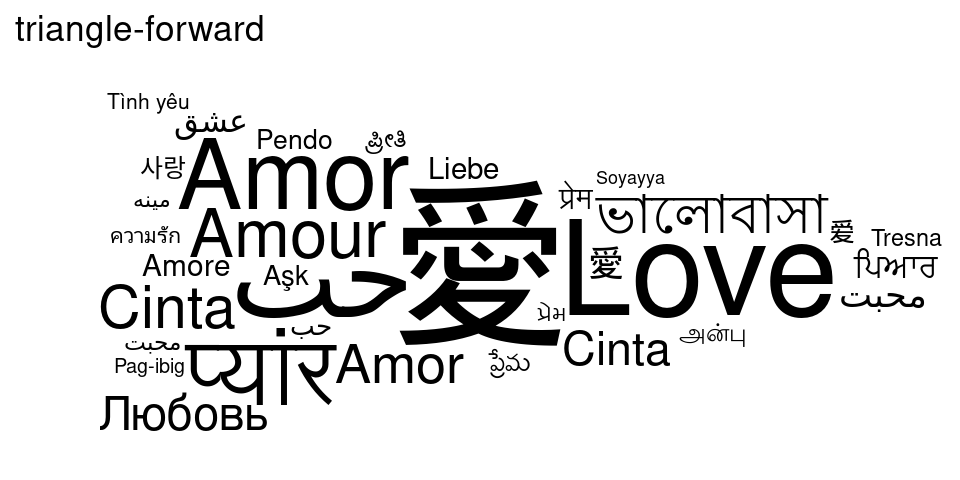 triangle-forward
Tình yêu
عشق
Pendo
ಪ್ರೀತಿ
Amor
사랑
Liebe
Soyayya
प्रेम
ভালোবাসা
مينه
Amour
愛
Love
爱
Tresna
ความรัก
Amore
Aşk
حب
愛
ਪਿਆਰ
محبت
Cinta
પ્રેમ
حب
அன்பு
محبت
प्यार
Amor
ప్రేమ
Cinta
Pag-ibig
Любовь